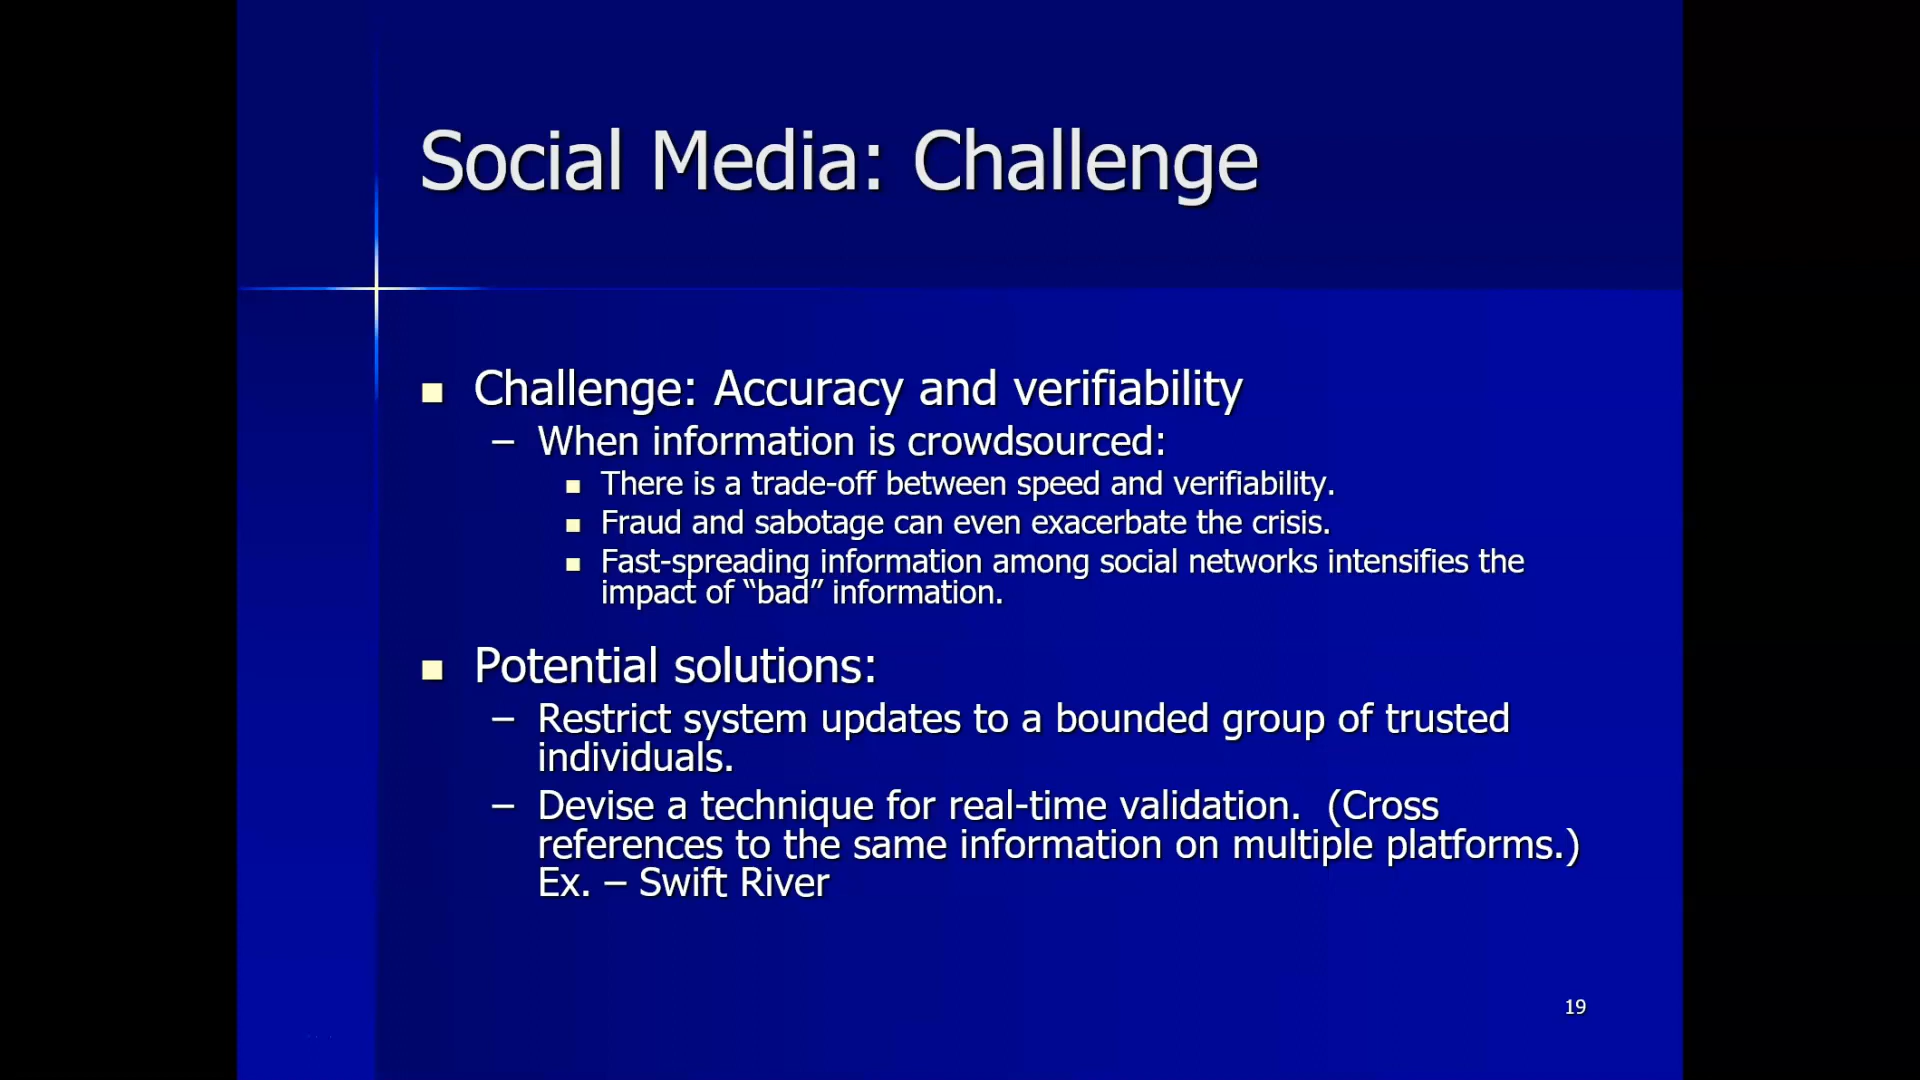 Social Media: Challenge
■ Challenge: Accuracy and verifiability
– When information is crowdsourced:
■ There is a trade-off between speed and verifiability.
■ Fraud and sabotage can even exacerbate the crisis.
■ Fast-spreading information among social networks intensifies the
impact of “bad” information.
■ Potential solutions:
– Restrict system updates to a bounded group of trusted
individuals.
– Devise a technique for real-time validation.  (Cross
references to the same information on multiple platforms.)
Ex. – Swift River
19